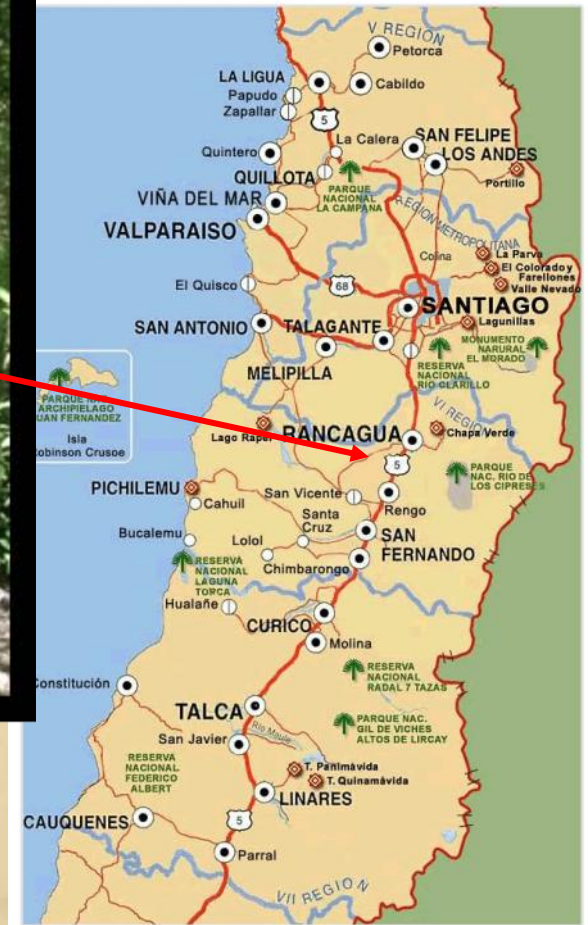 V REGION
Petorca
LA LIGUA
Papudo
Zapallar
Cabildo
5
La Calera
SAN FELIPE
LOS ANDES
Quintero
QUILLOTA
Portillo
PARQUE
NACIONAL
LA CAMPANA
VIÑA DEL MAR
VALPARAISO
REGION METROPOLITANA
Colina
La Parva
El Colorado y
Farellones
Valle Nevado
El Quisco
68
SANTIAGO
Lagunillas
SAN ANTONIO
TALAGANTE
MONUMENTO
NARURAL
EL MORADO
MELIPILLA
RESERVA
NACIONAL
RIO CLARILLO
PARQUE
ARCHIPIELAGO
UAN FERNANDEZ
Isla
obinson Crusoe
VI REGION
Lago Rapel
RANCAGUA
Chapa Verde
5
PARQUE
NAC. RIO DE
LOS CIPRESES
PICHILEMU
Cahuil
San Vicente
Rengo
Santa
Cruz
Bucalemu
Lolol
SAN
FERNANDO
Chimbarongo
RESERVA
NACIONAL
LAGUNA
TORCA
Hualañe
CURICO
Molina
RESERVA
NACIONAL
RADAL 7 TAZAS
Constitución
TALCA
PARQUE NAC.
GIL DE VICHES
ALTOS DE LIRCAY
San Javier
Río Maule
RESERVA
NACIONAL
FEDERICO
ALBERT
T. Panimávida
T. Quinamávida
LINARES
CAUQUENES
5
Parral
VII REGION